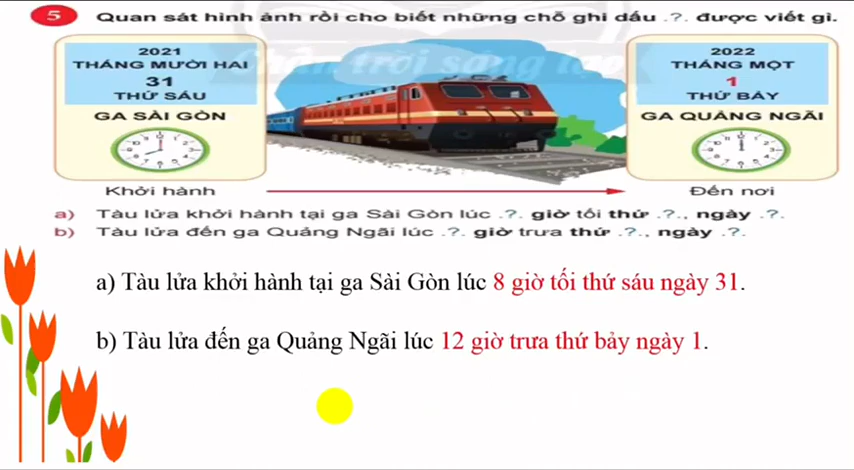 5 Quan sát hình ảnh rồi cho biết những chỗ ghi dấu .?. được viết gì.
Chân trời sáng tạo
2021
THÁNG MƯỜI HAI
31
THỨ SÁU
GA SÀI GÒN
Khởi hành
2022
THÁNG MỘT
1
THỨ BẢY
GA QUẢNG NGÃI
Đến nơi
a) Tàu lửa khởi hành tại ga Sài Gòn lúc .?. giờ tối thứ .?., ngày .?.
b) Tàu lửa đến ga Quảng Ngãi lúc .?. giờ trưa thứ .?., ngày .?.
a) Tàu lửa khởi hành tại ga Sài Gòn lúc 8 giờ tối thứ sáu ngày 31.
b) Tàu lửa đến ga Quảng Ngãi lúc 12 giờ trưa thứ bảy ngày 1.